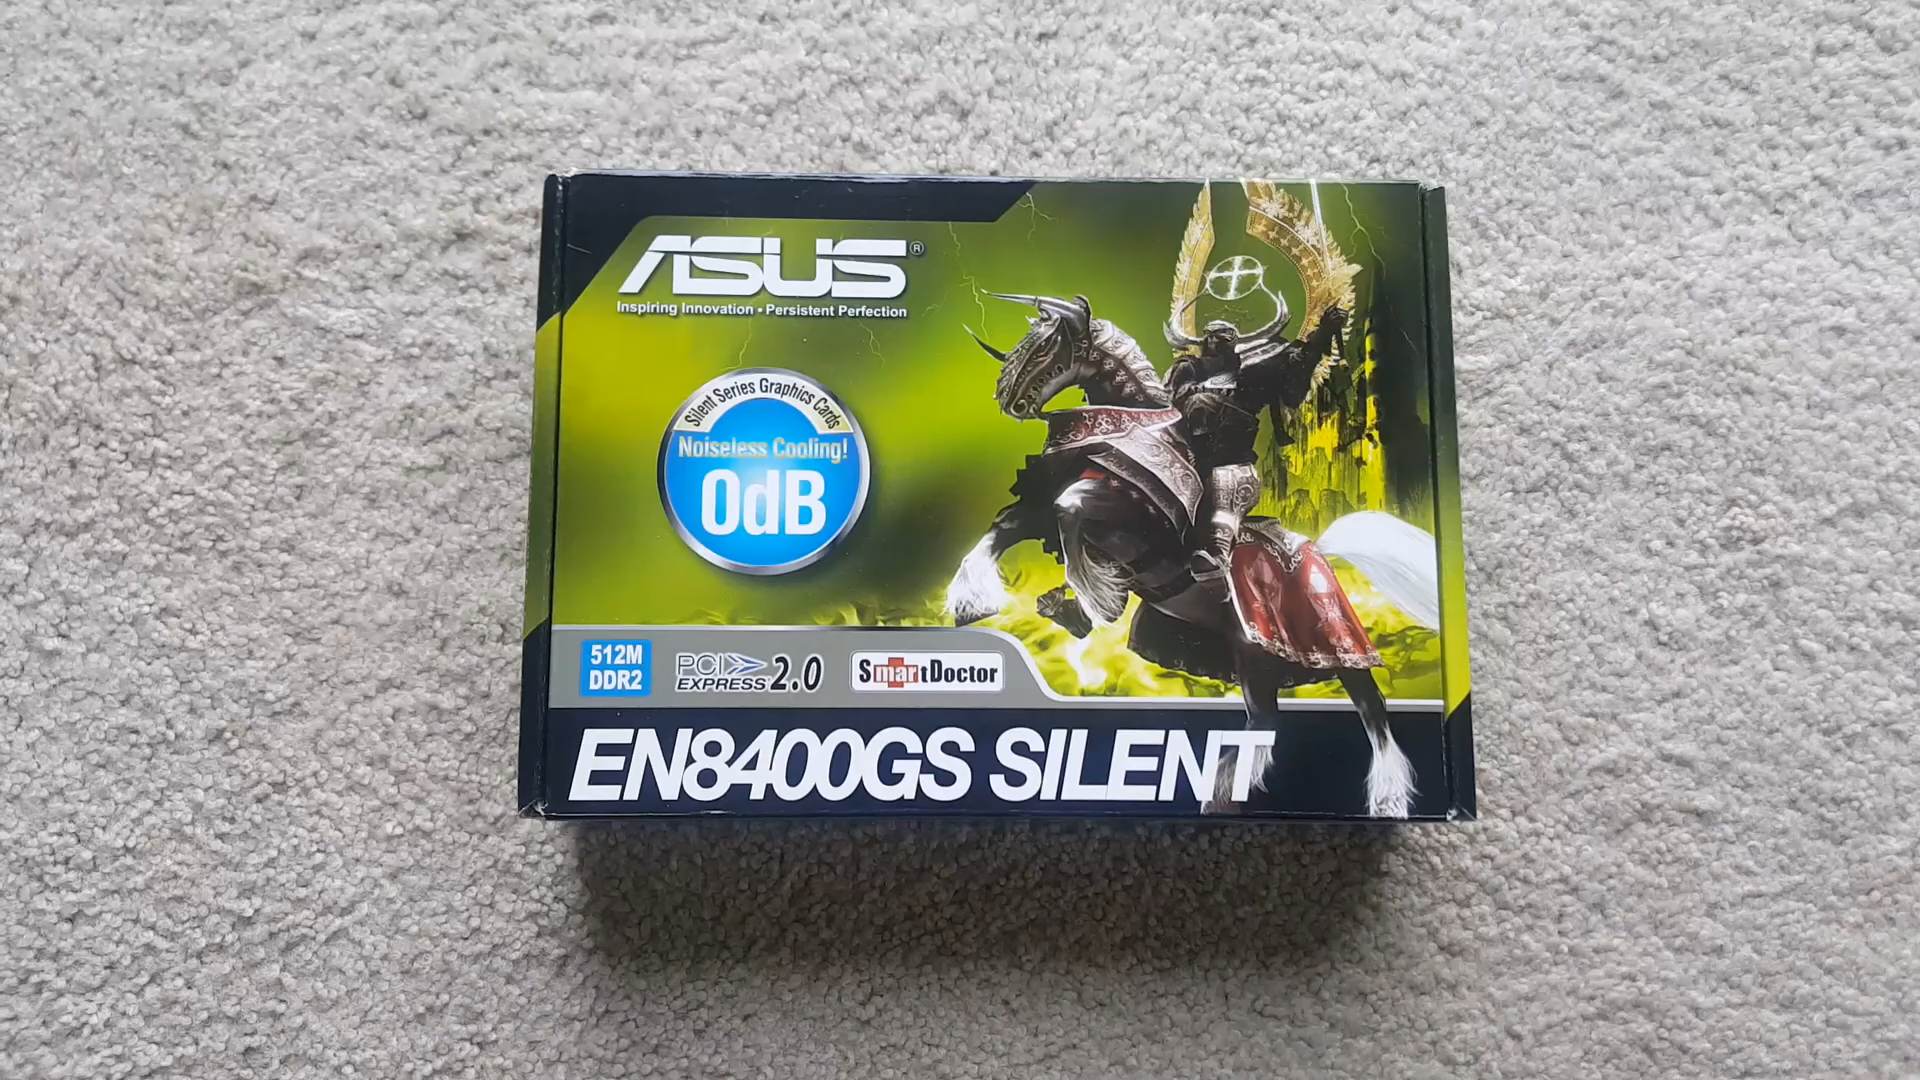 ASUS®
Inspiring Innovation • Persistent Perfection
Silent Series Graphics Cards
Noiseless Cooling!
0dB
512M
DDR2
PCI
EXPRESS® 2.0
SmartDoctor
EN8400GS SILENT